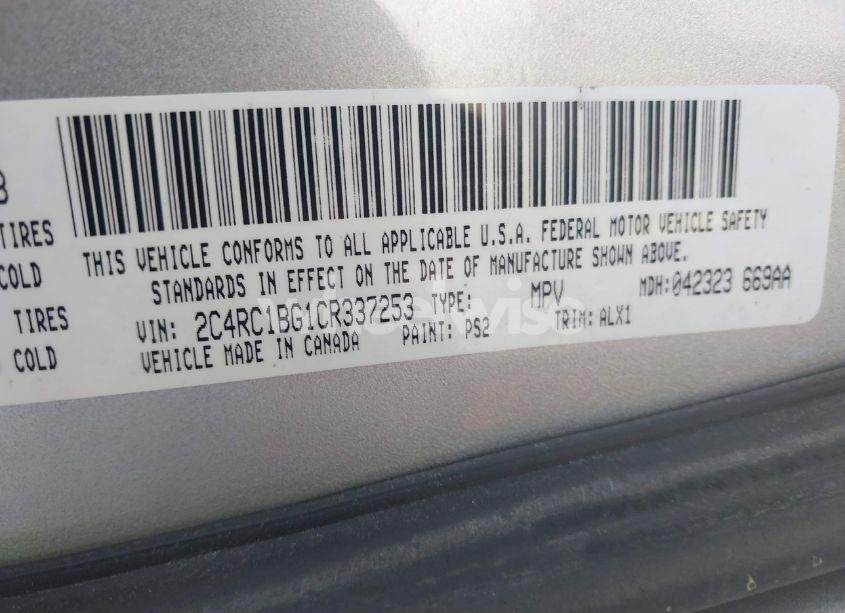 3
TIRES
COLD
TIRES
COLD
THIS VEHICLE CONFORMS TO ALL APPLICABLE U.S.A. FEDERAL MOTOR VEHICLE SAFETY
STANDARDS IN EFFECT ON THE DATE OF MANUFACTURE SHOWN ABOVE.
VIN: 2C4RC1BG1CR337253 TYPE: MPV MDH:042323 669AA
VEHICLE MADE IN CANADA PAINT: PS2 TRIM: ALX1